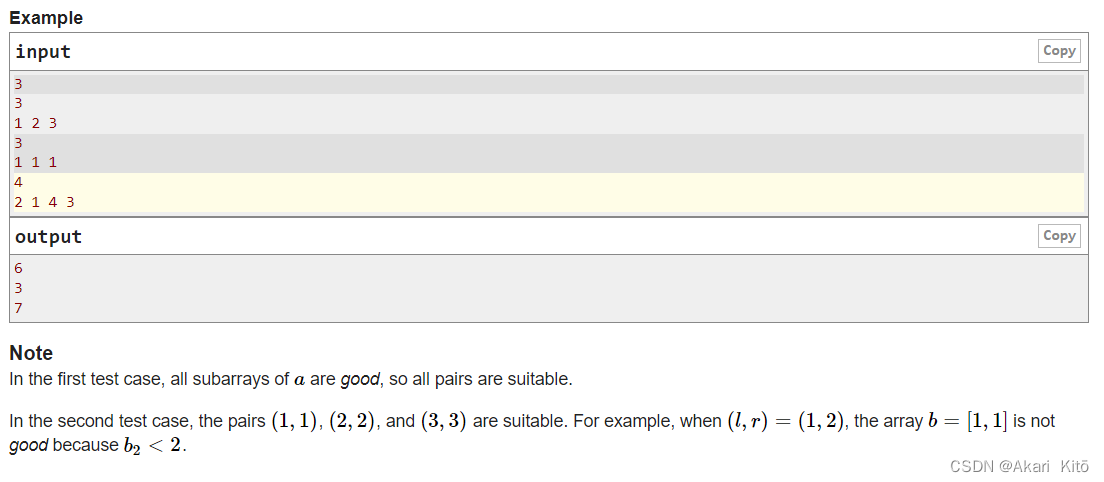 Example
input
Copy
3
3
1 2 3
3
1 1 1
4
2 1 4 3
output
Copy
6
3
7
Note
In the first test case, all subarrays of a are good, so all pairs are suitable.
In the second test case, the pairs (1, 1), (2, 2), and (3, 3) are suitable. For example, when (l, r) = (1, 2), the array b = [1, 1] is not
good because b₂ < 2.
CSDN @Akari Kitō